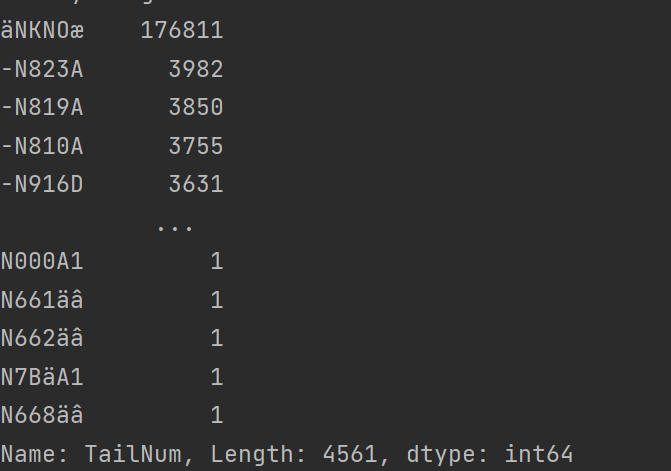 äNKNOæ    176811
-N823A      3982
-N819A      3850
-N810A      3755
-N916D      3631
           ...
N000A1         1
N661äâ         1
N662äâ         1
N7BäA1         1
N668äâ         1
Name: TailNum, Length: 4561, dtype: int64